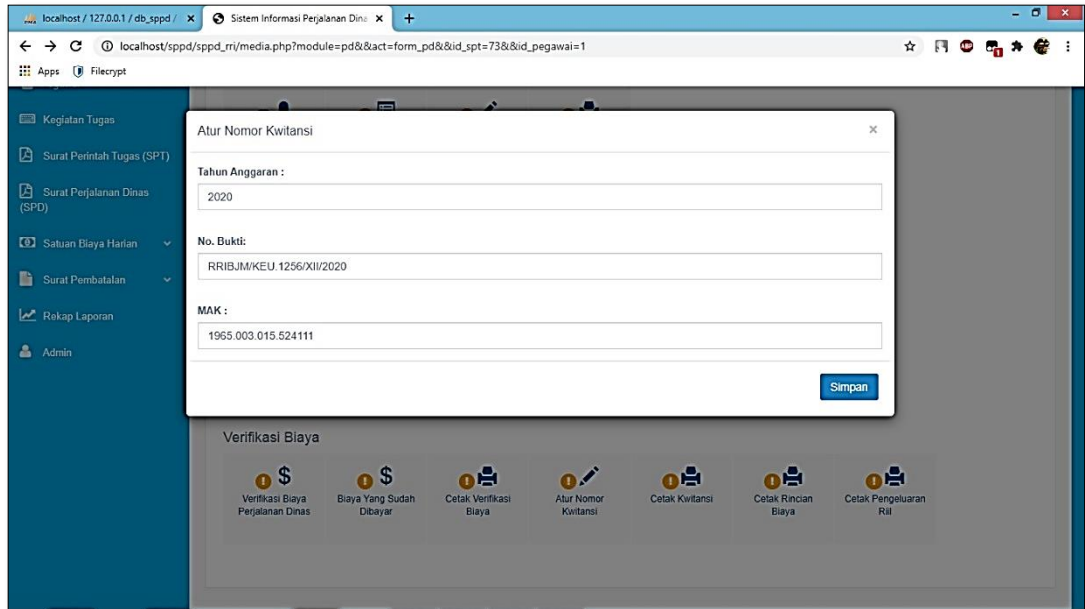 localhost / 127.0.0.1 / db_sppd /
Sistem Informasi Perjalanan Dina
localhost/sppd/sppd_rri/media.php?module=pd&&act=form_pd&&id_spt=73&&id_pegawai=1
Apps
Filecrypt
Kegiatan Tugas
Surat Perintah Tugas (SPT)
Surat Perjalanan Dinas
(SPD)
Satuan Biaya Harian
Surat Pembatalan
Rekap Laporan
Admin
Atur Nomor Kwitansi
×
Tahun Anggaran :
2020
No. Bukti:
RRIBJM/KEU.1256/XII/2020
MAK :
1965.003.015.524111
Simpan
Verifikasi Biaya
Verifikasi Biaya
Perjalanan Dinas
Biaya Yang Sudah
Dibayar
Cetak Verifikasi
Biaya
Atur Nomor
Kwitansi
Cetak Kwitansi
Cetak Rincian
Biaya
Cetak Pengeluaran
Riil